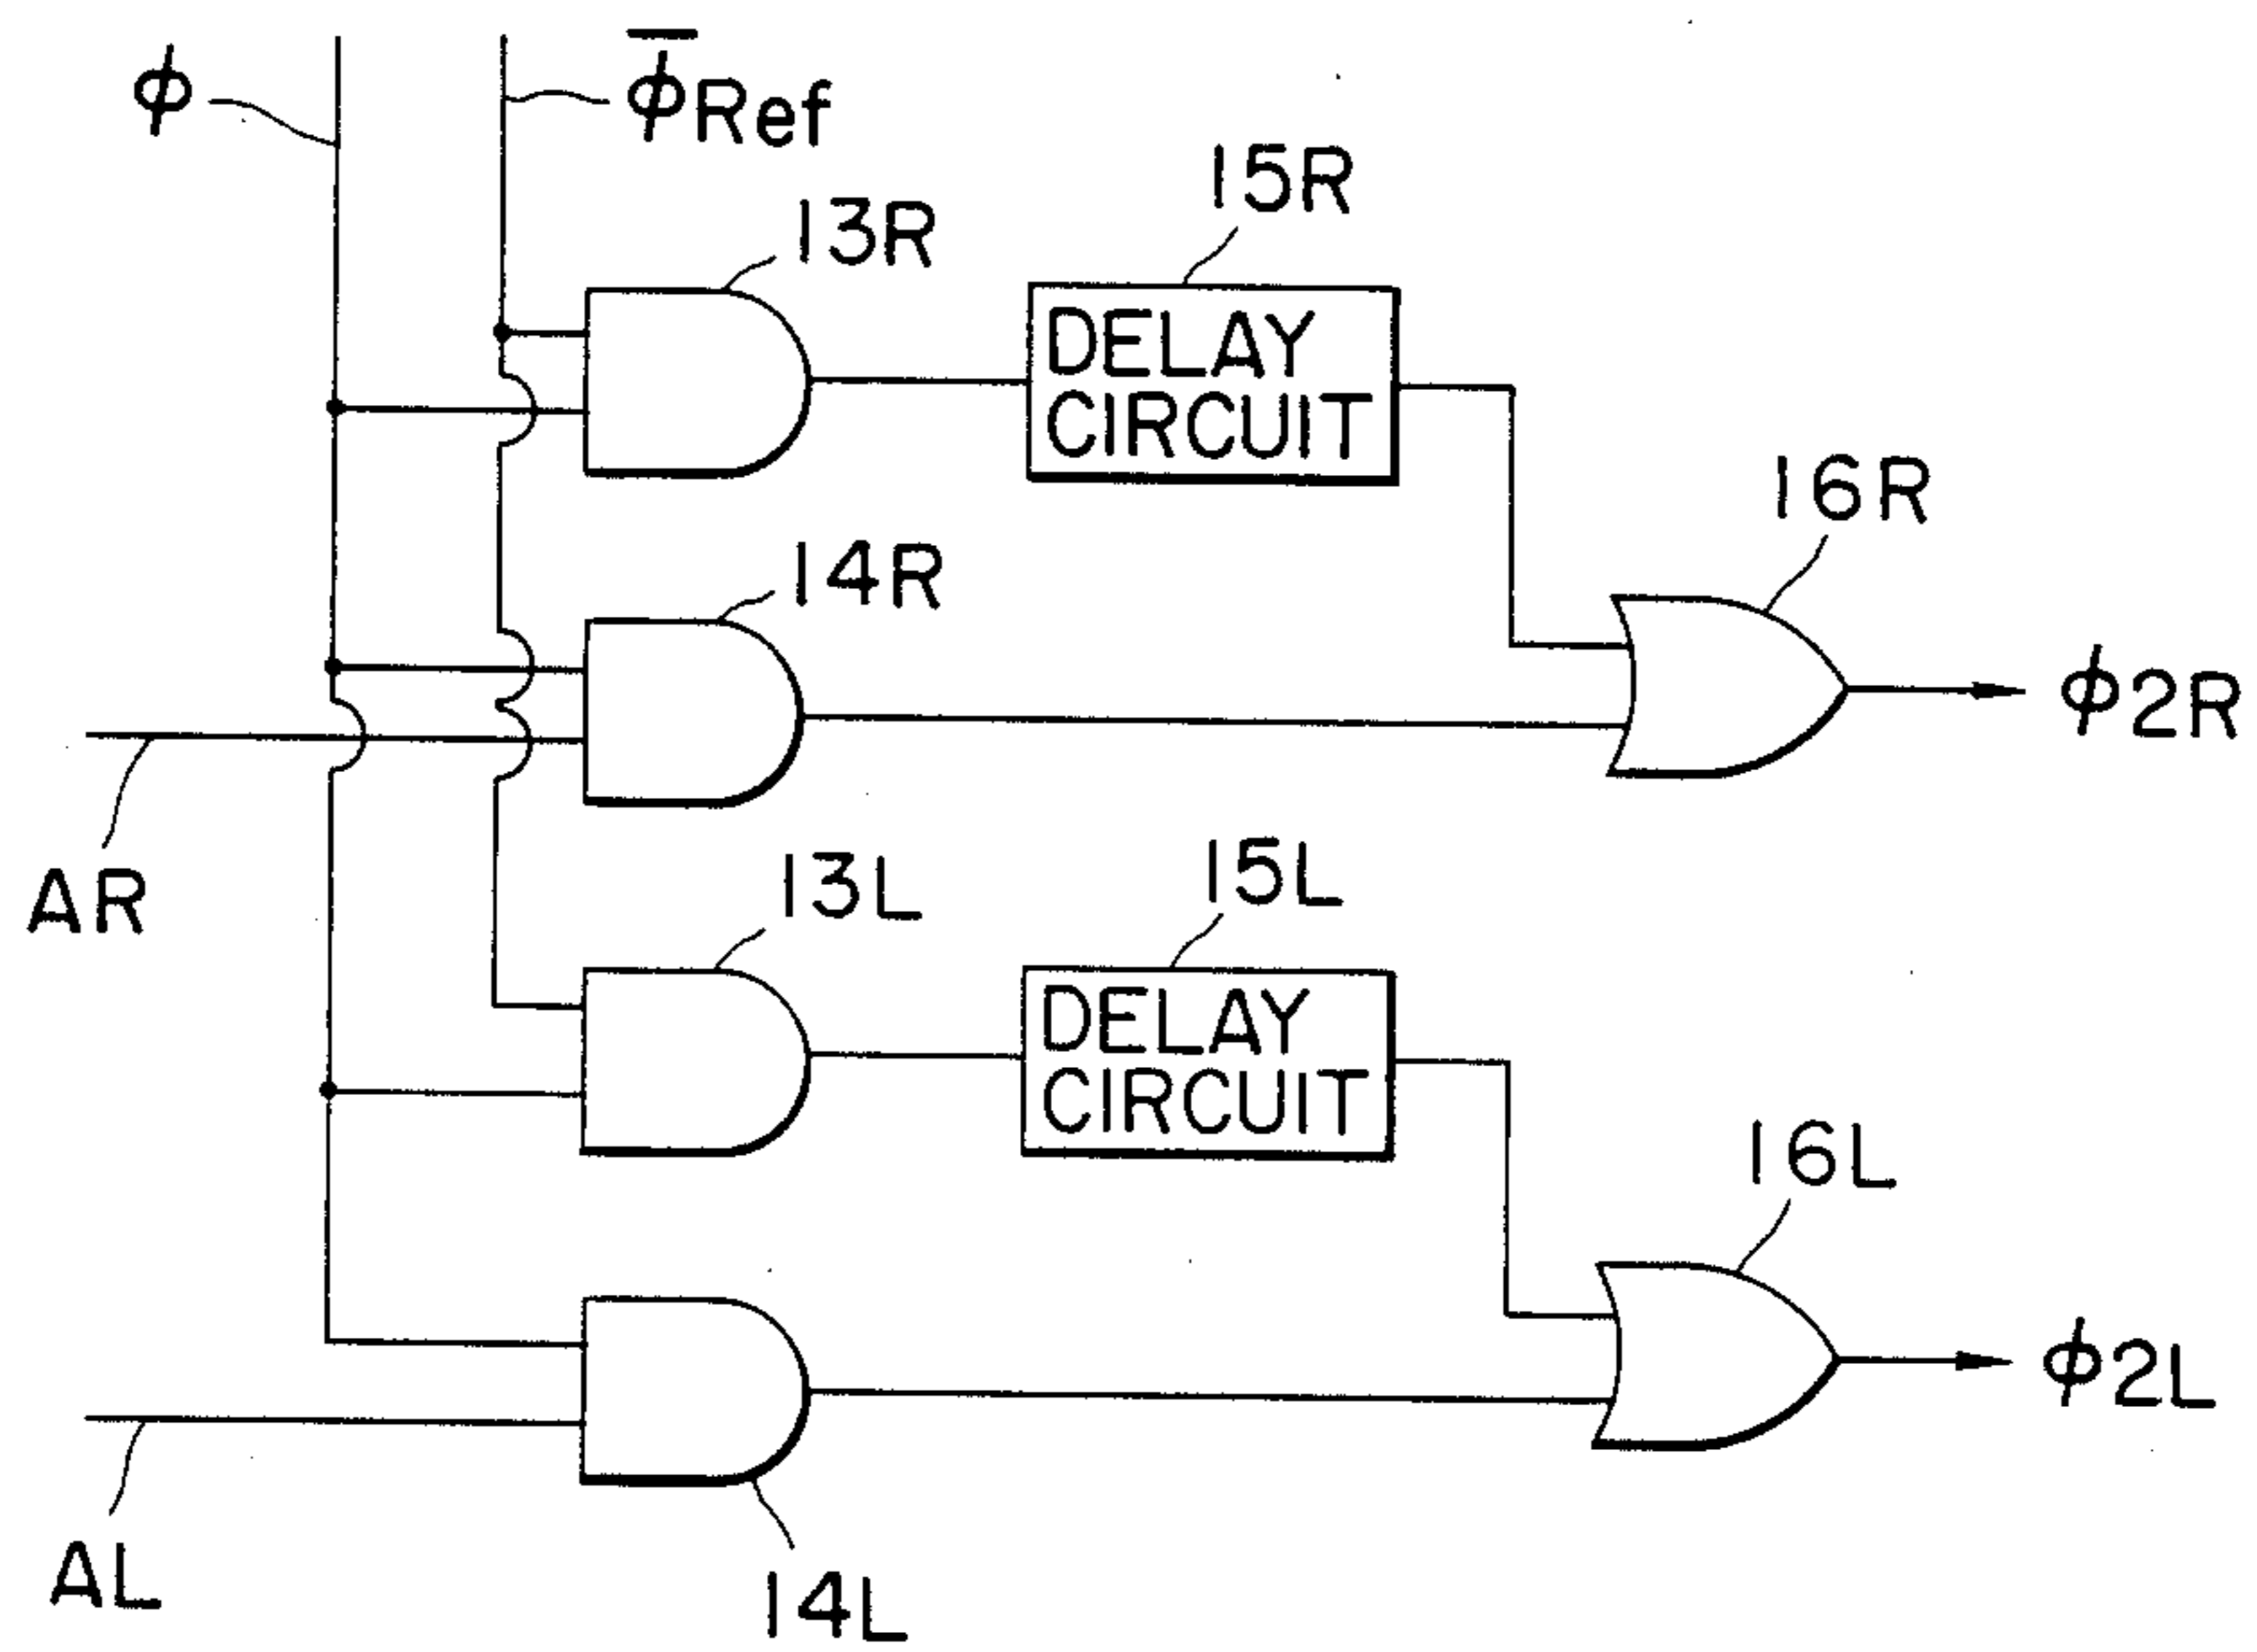 ϕ
ϕ̅Ref
13R
15R
DELAY
CIRCUIT
14R
16R
ϕ2R
AR
13L
15L
DELAY
CIRCUIT
16L
ϕ2L
AL
14L